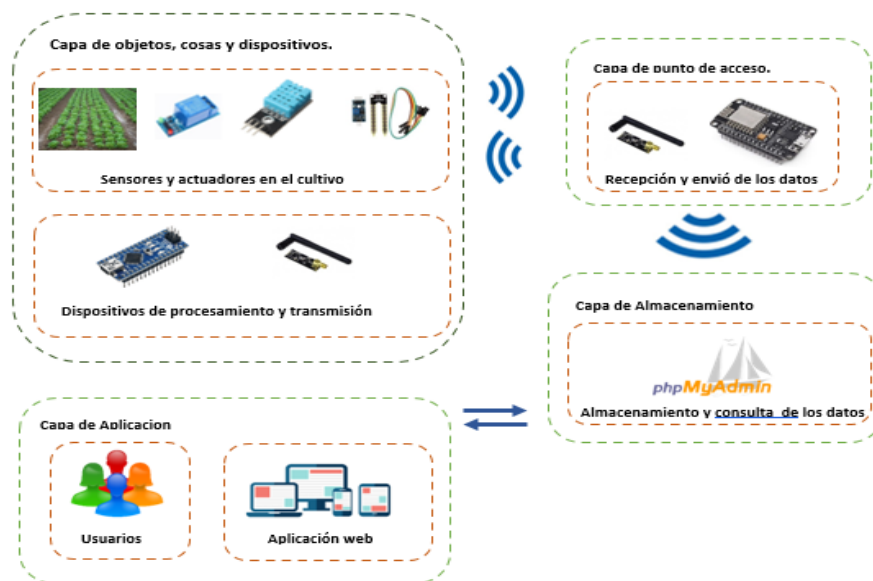 Capa de objetos, cosas y dispositivos.
Sensores y actuadores en el cultivo
Dispositivos de procesamiento y transmisión
Capa de punto de acceso.
Recepción y envió de los datos
Capa de Almacenamiento
phpMyAdmin
Almacenamiento y consulta de los datos
Capa de Aplicacion
Usuarios
Aplicación web